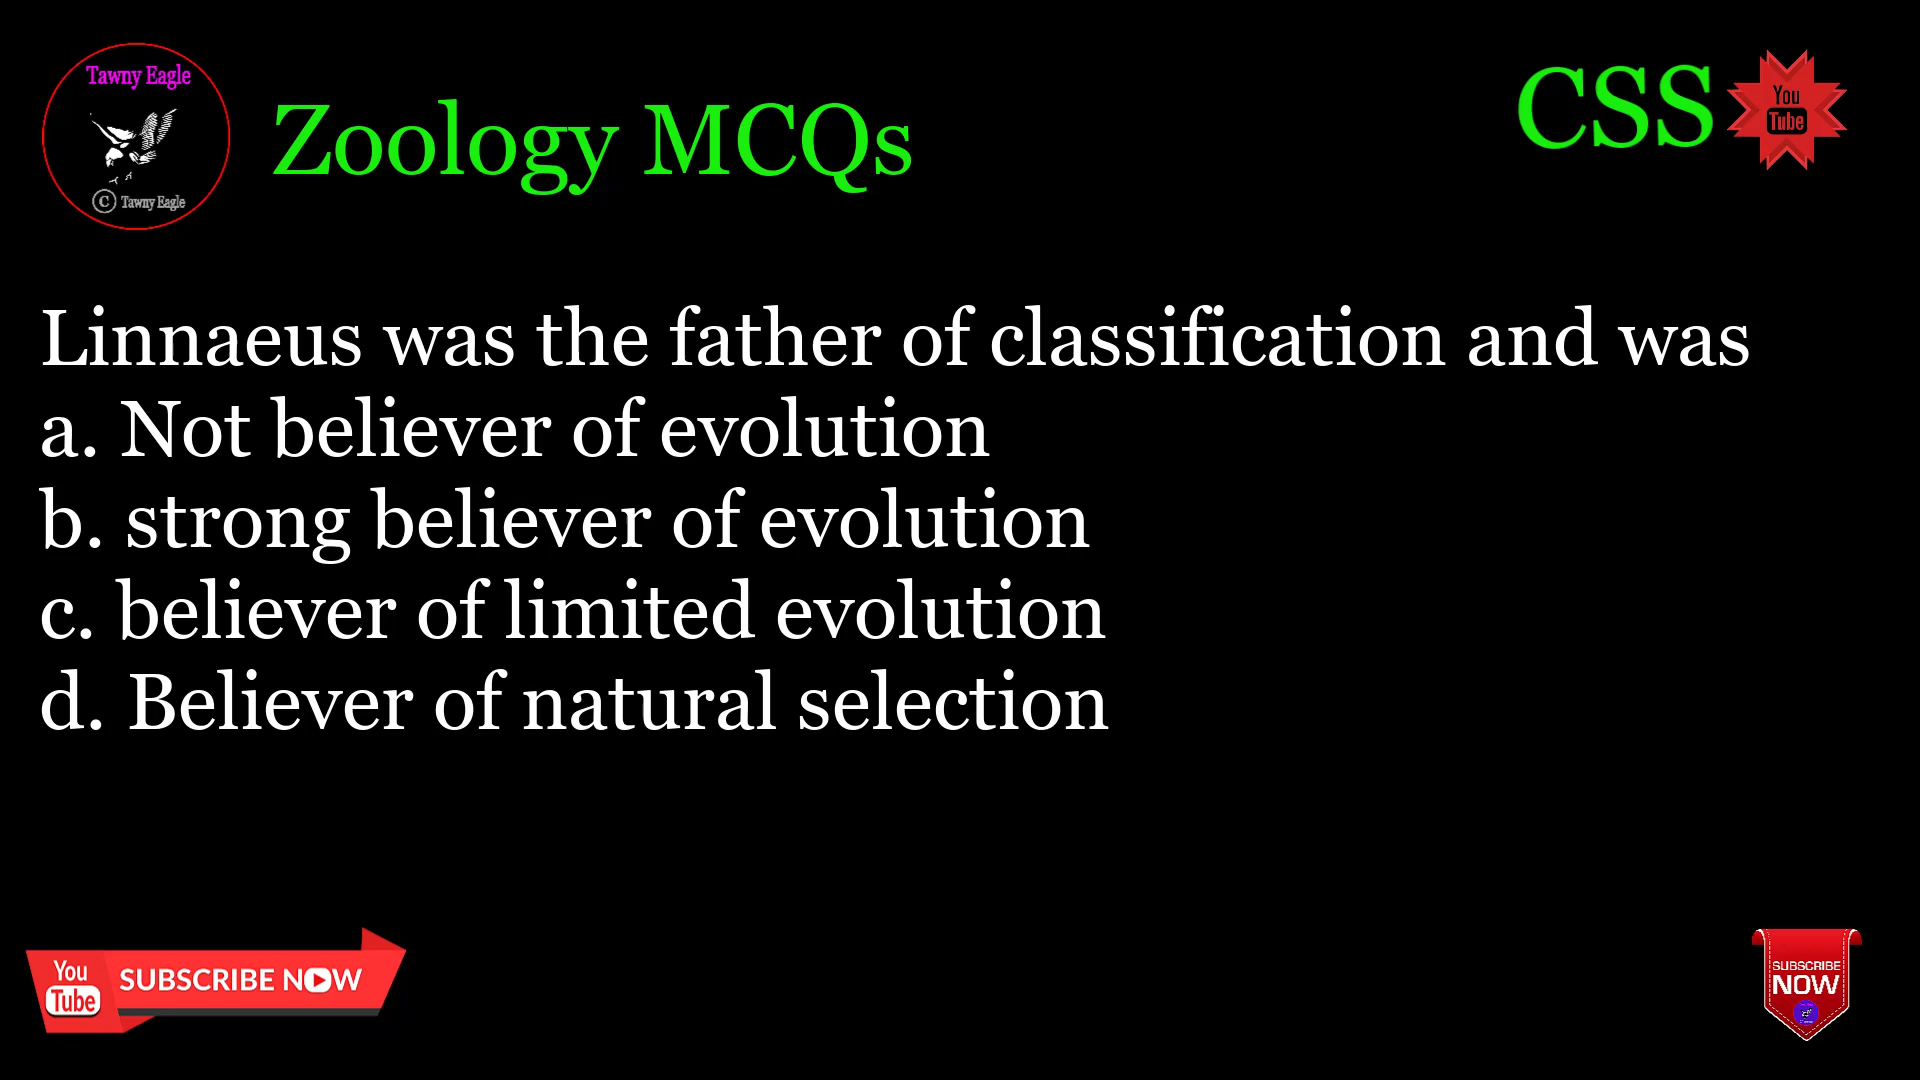 Tawny Eagle
© Tawny Eagle
Zoology MCQs
CSS
You
Tube
Linnaeus was the father of classification and was
a. Not believer of evolution
b. strong believer of evolution
c. believer of limited evolution
d. Believer of natural selection
You
Tube
SUBSCRIBE NOW
SUBSCRIBE
NOW